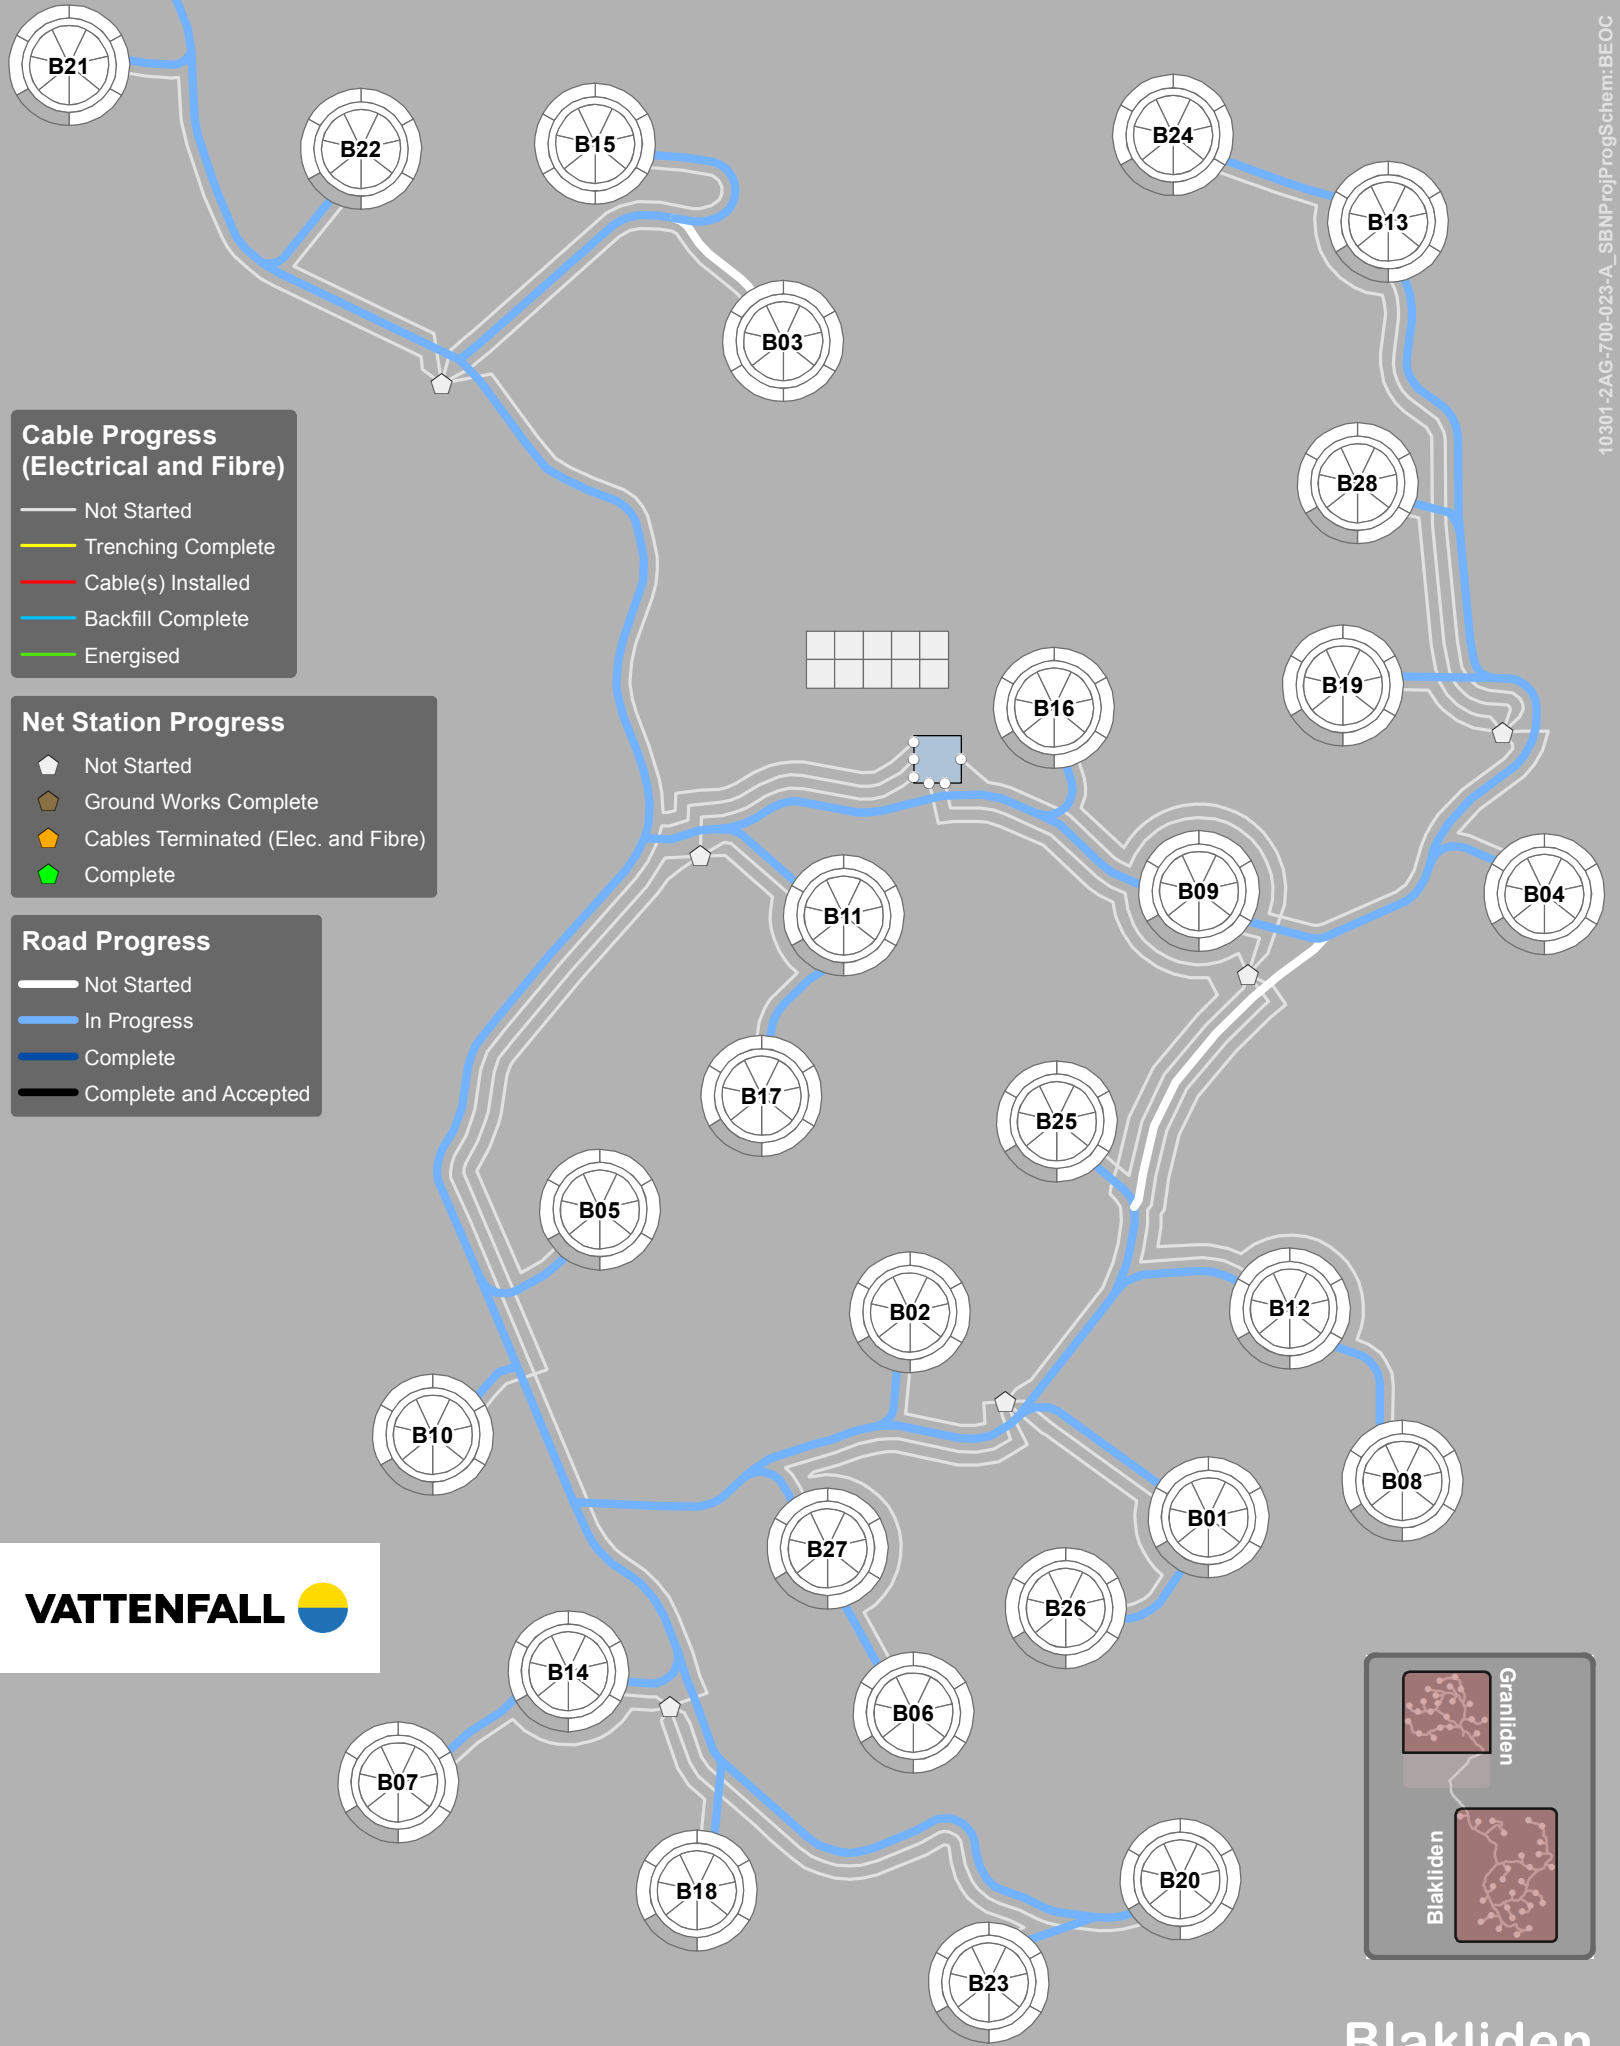 10301-2AG-700-023-A_SBNProjProgSchem:BEOC
B21
B22
B15
B24
B13
B03
B28
B19
B16
B04
B09
B11
B17
B25
B05
B02
B12
B10
B08
B01
B27
B26
B14
B06
B07
B18
B20
B23
Cable Progress
(Electrical and Fibre)
Not Started
Trenching Complete
Cable(s) Installed
Backfill Complete
Energised
Net Station Progress
Not Started
Ground Works Complete
Cables Terminated (Elec. and Fibre)
Complete
Road Progress
Not Started
In Progress
Complete
Complete and Accepted
VATTENFALL
Granliden
Blakliden
Blakliden